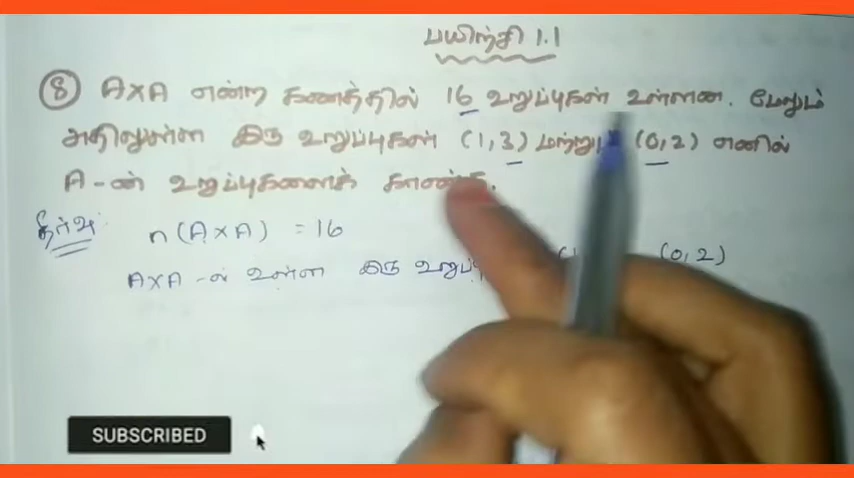 பயிற்சி 1.1
⑧ A×A என்ற கணத்தில் 16 உறுப்புகள் உள்ளன. மேலும்
அதிலுள்ள இரு உறுப்புகள் (1,3) மற்றும் (0,2) எனில்
A-ன் உறுப்புகளைக் காண்க.
தீர்வு
n(A×A) = 16
A×A -ல் உள்ள இரு (0,2)
SUBSCRIBED